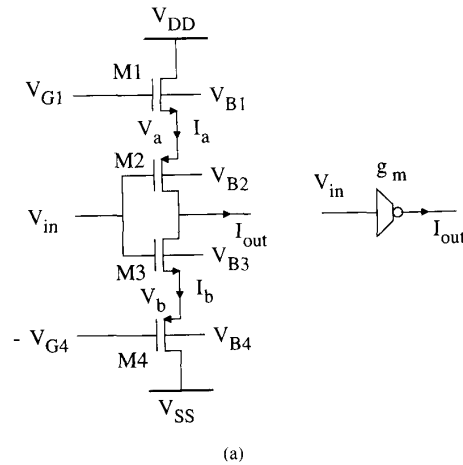 V_DD
M1
V_G1
V_B1
V_a
I_a
M2
V_B2
V_in
I_out
M3
V_B3
V_b
I_b
- V_G4
V_B4
M4
V_SS
g_m
V_in
I_out
(a)